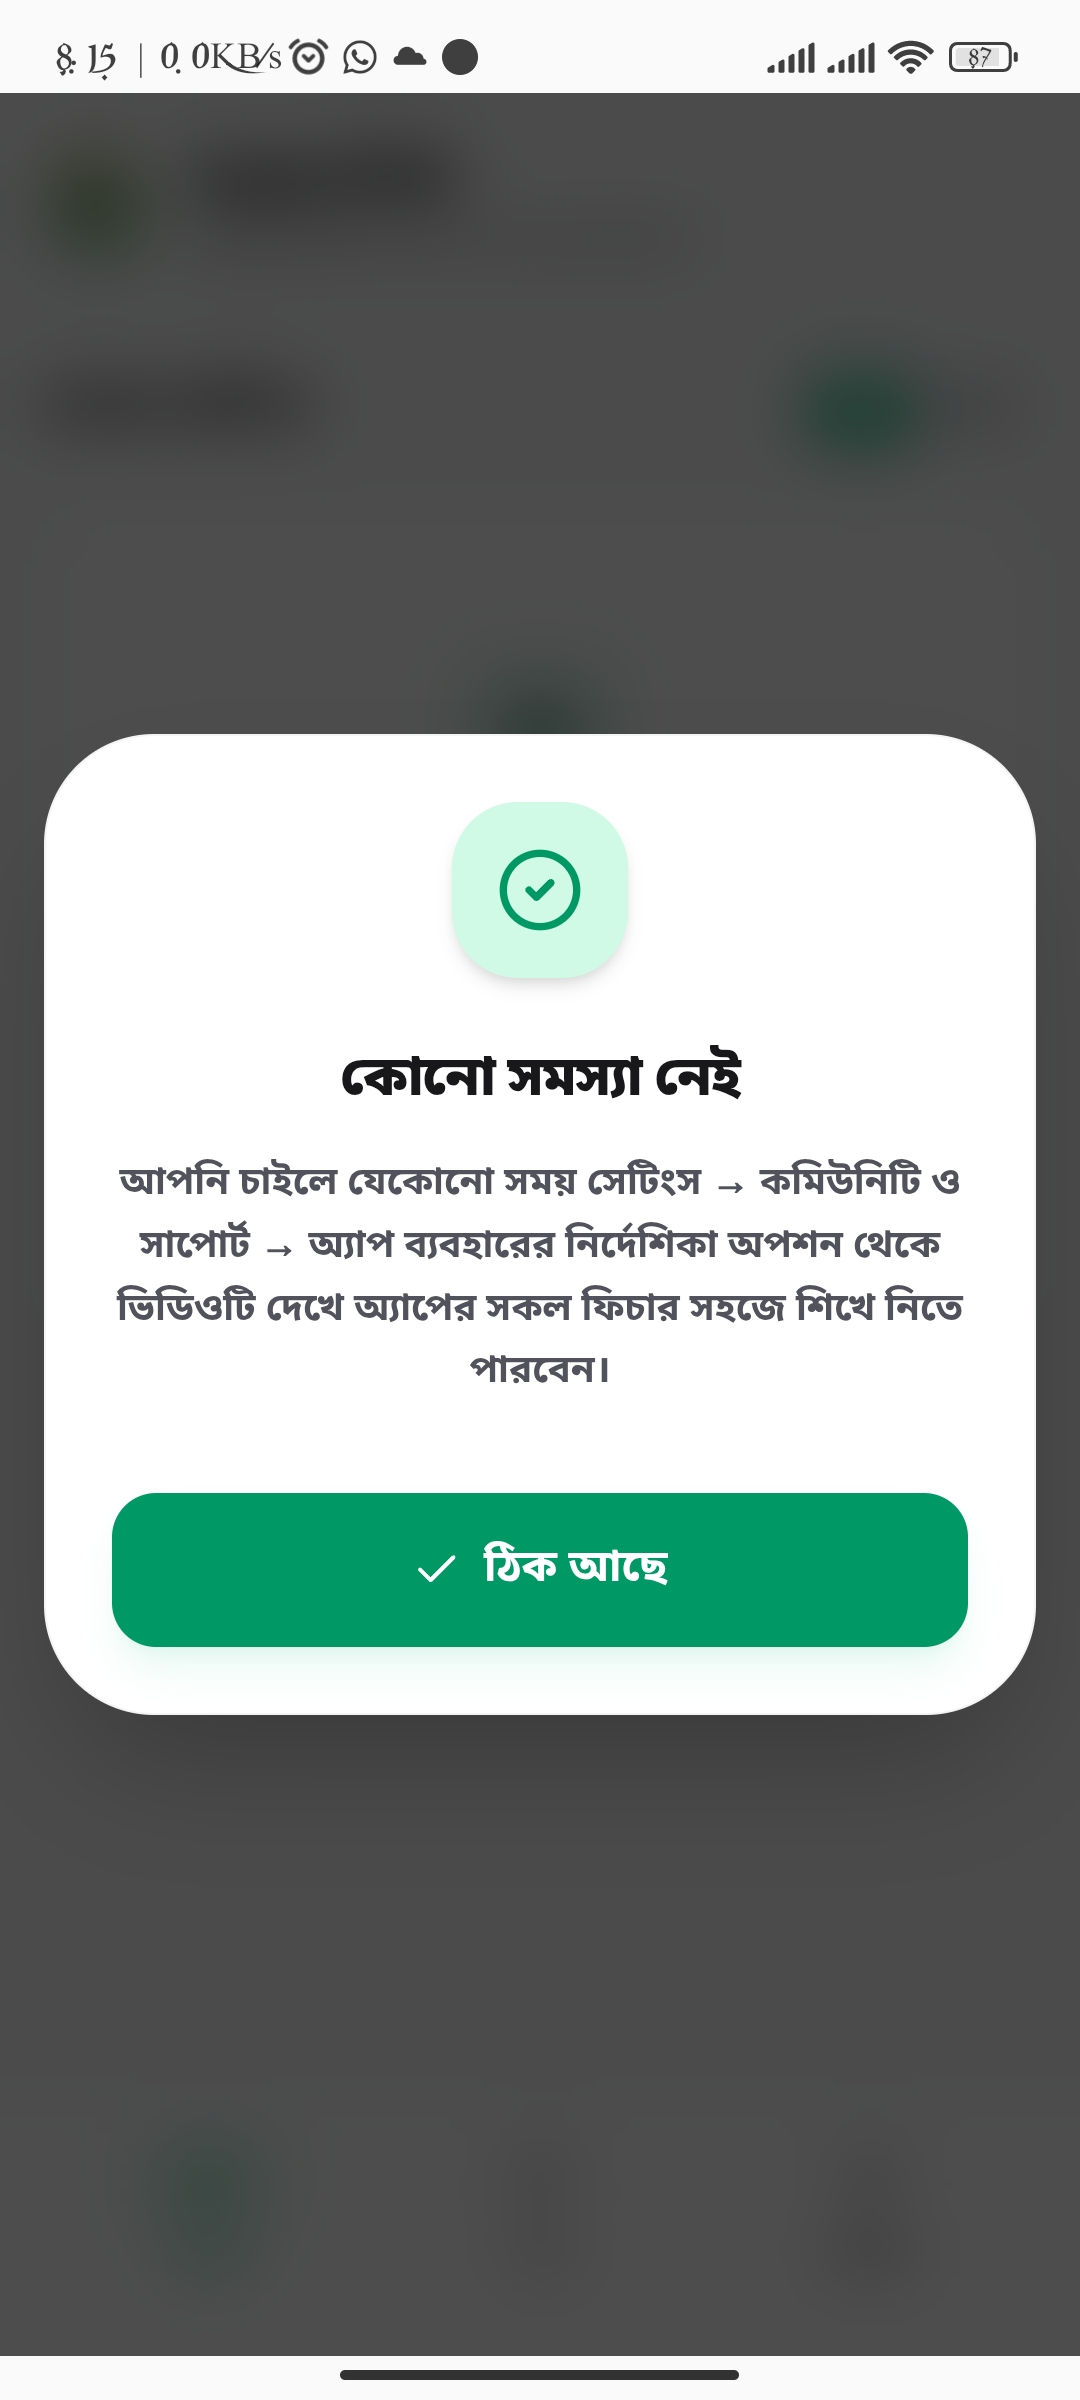 8:15 | 0.0KB/s
87
কোনো সমস্যা নেই
আপনি চাইলে যেকোনো সময় সেটিংস → কমিউনিটি ও
সাপোর্ট → অ্যাপ ব্যবহারের নির্দেশিকা অপশন থেকে
ভিডিওটি দেখে অ্যাপের সকল ফিচার সহজে শিখে নিতে
পারবেন।
ঠিক আছে